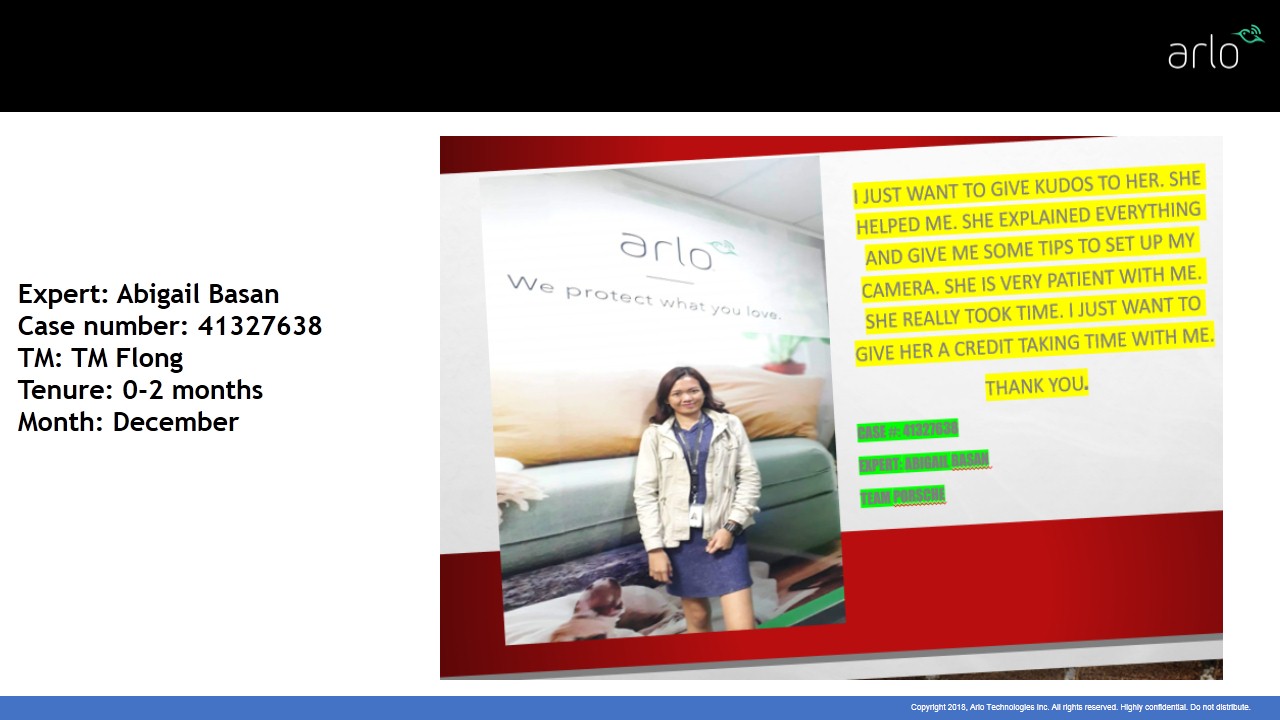 arlo
Expert: Abigail Basan
Case number: 41327638
TM: TM Flong
Tenure: 0-2 months
Month: December
arlo
We protect what you love.
I JUST WANT TO GIVE KUDOS TO HER. SHE
HELPED ME. SHE EXPLAINED EVERYTHING
AND GIVE ME SOME TIPS TO SET UP MY
CAMERA. SHE IS VERY PATIENT WITH ME.
SHE REALLY TOOK TIME. I JUST WANT TO
GIVE HER A CREDIT TAKING TIME WITH ME.
THANK YOU.
CASE #: 41327638
EXPERT: ABIGAIL BASAN
TEAM PORSCHE
Copyright 2018, Arlo Technologies Inc. All rights reserved. Highly confidential. Do not distribute.